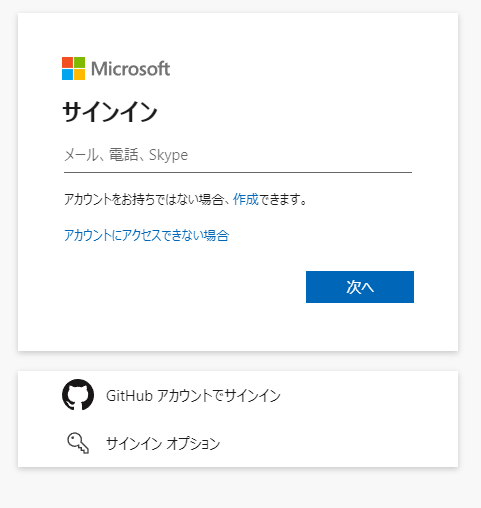 Microsoft
サインイン
メール、電話、Skype
アカウントをお持ちではない場合、作成できます。
アカウントにアクセスできない場合
次へ
GitHub アカウントでサインイン
サインイン オプション